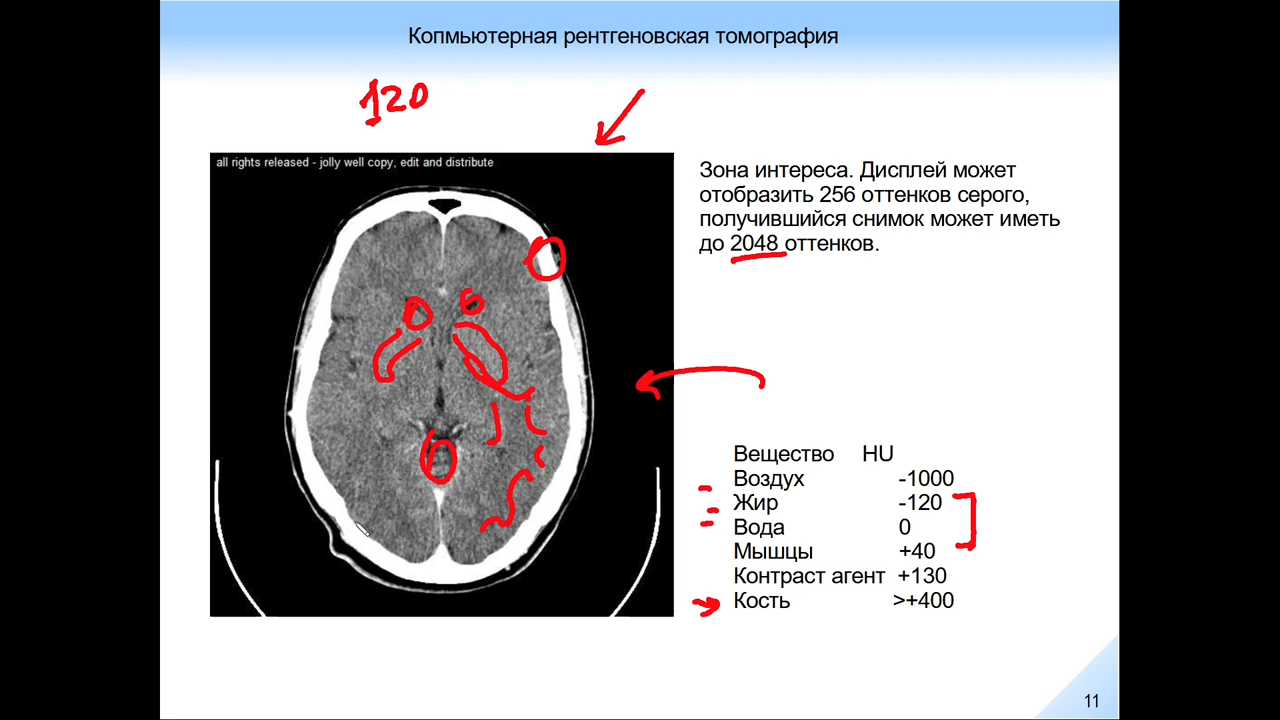 Копмьютерная рентгеновская томография
120
all rights released - jolly well copy, edit and distribute
Зона интереса. Дисплей может
отобразить 256 оттенков серого,
получившийся снимок может иметь
до 2048 оттенков.
Вещество HU
Воздух -1000
Жир -120
Вода 0
Мышцы +40
Контраст агент +130
Кость >+400
11